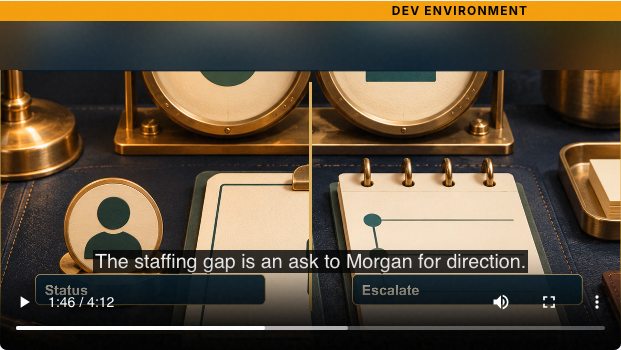 DEV ENVIRONMENT
The staffing gap is an ask to Morgan for direction.
Status
Escalate
1:46 / 4:12